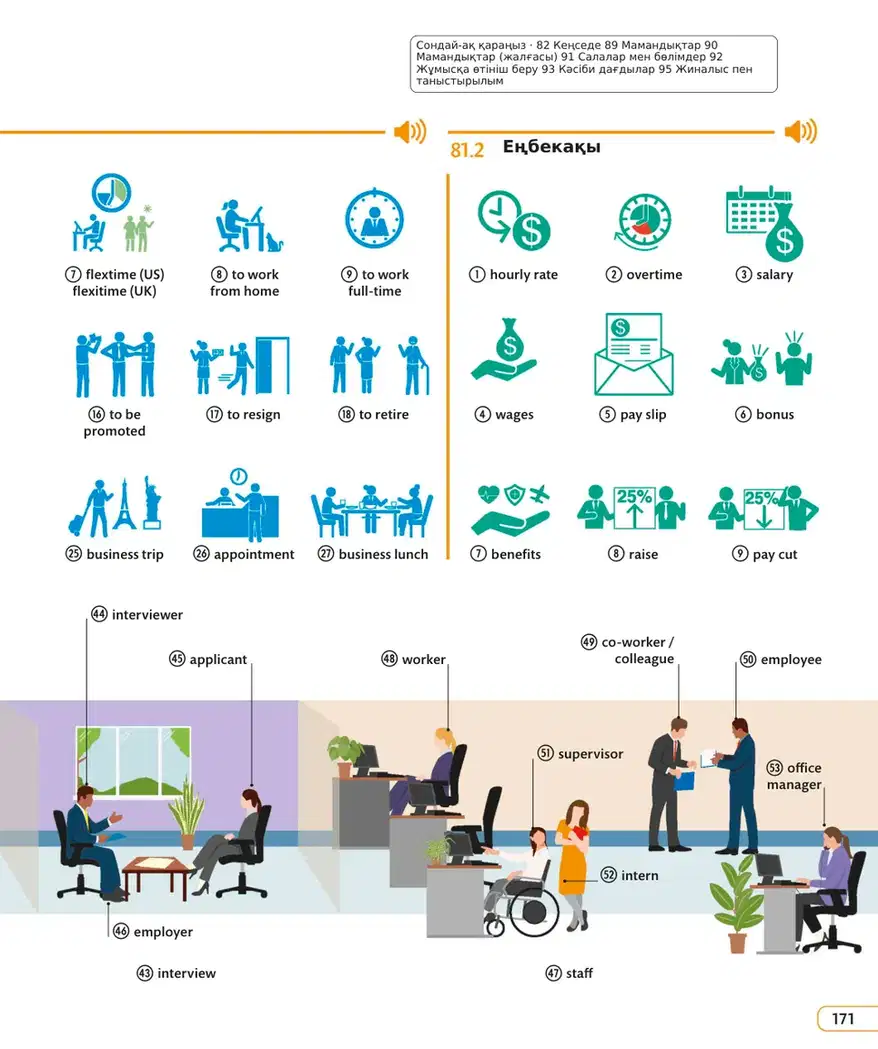 Сондай-ақ қараңыз · 82 Кеңседе 89 Мамандықтар 90
Мамандықтар (жалғасы) 91 Салалар мен бөлімдер 92
Жұмысқа өтініш беру 93 Кәсіби дағдылар 95 Жиналыс пен
таныстырылым
81.2 Еңбекақы
7 flextime (US)
flexitime (UK)
8 to work
from home
9 to work
full-time
1 hourly rate
2 overtime
3 salary
16 to be
promoted
17 to resign
18 to retire
4 wages
5 pay slip
6 bonus
25%
25%
25 business trip
26 appointment
27 business lunch
7 benefits
8 raise
9 pay cut
44 interviewer
45 applicant
48 worker
49 co-worker /
colleague
50 employee
51 supervisor
53 office
manager
52 intern
46 employer
43 interview
47 staff
171